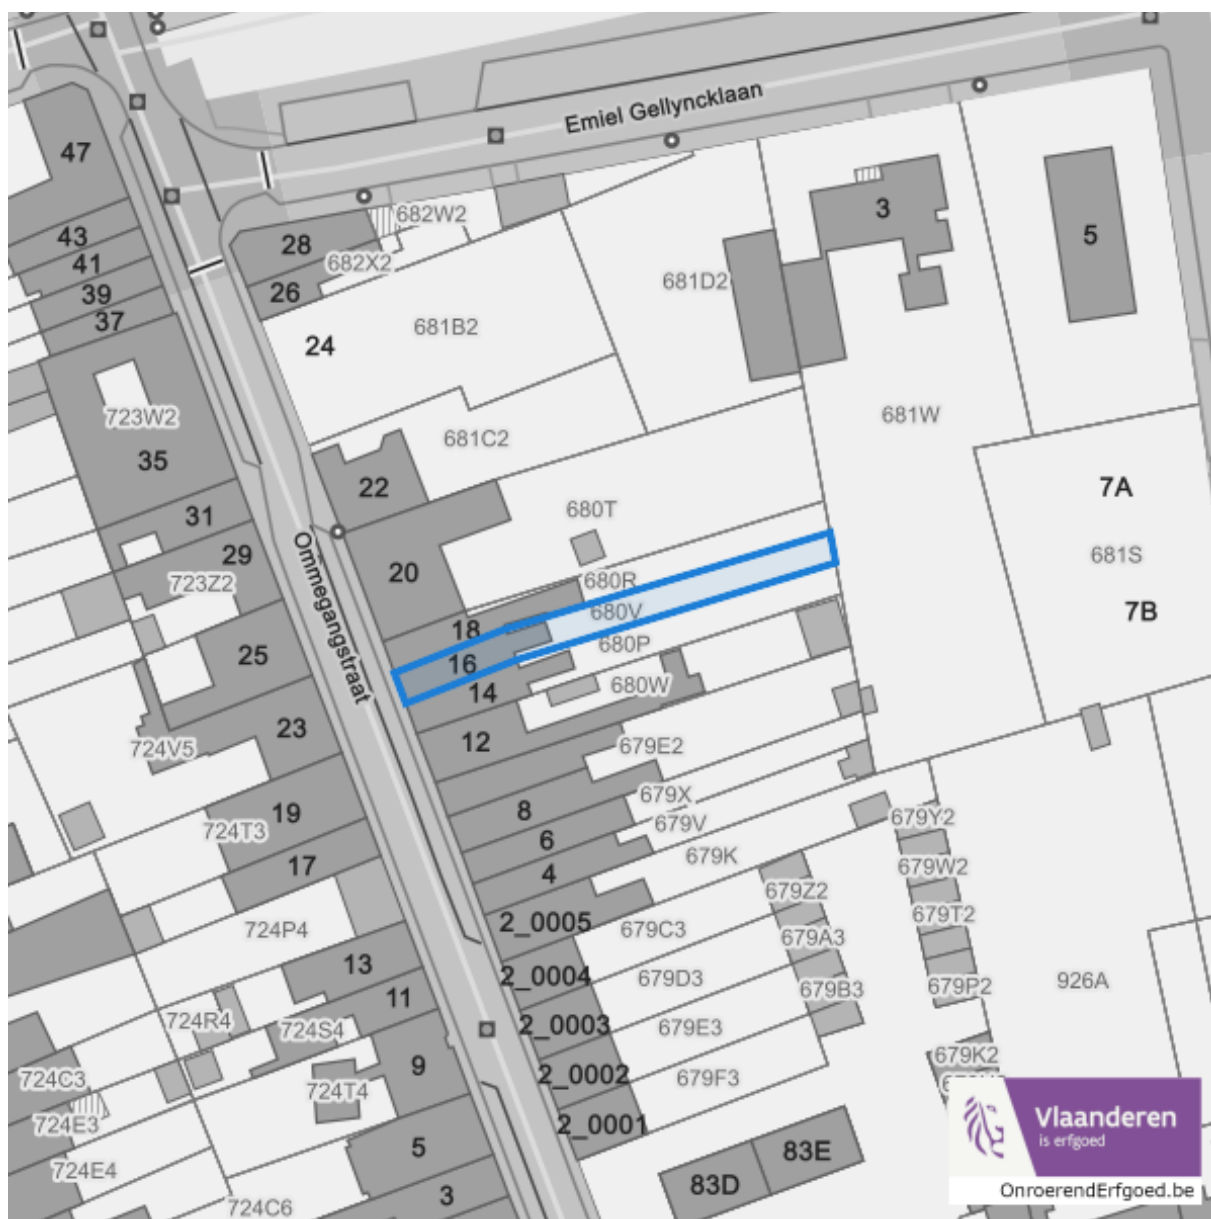 Emiel Gellyncklaan
47
682W2
3
5
28
43
682X2
41
681D2
39
26
37
681B2
24
723W2
681W
681C2
35
22
7A
31
680T
Ommegangstraat
29
681S
20
723Z2
680R
680V
7B
18
680P
25
16
680W
14
23
12
679E2
724V5
679X
8
19
679V
679Y2
724T3
6
679K
17
4
679W2
679Z2
2_0005
679C3
679T2
724P4
679A3
13
2_0004
679D3
926A
679P2
679B3
11
724R4
2_0003
679E3
724S4
679K2
9
2_0002
679F3
724C3
724T4
2_0001
724E3
5
83E
724E4
83D
3
724C6
Vlaanderen
is erfgoed
OnroerendErfgoed.be